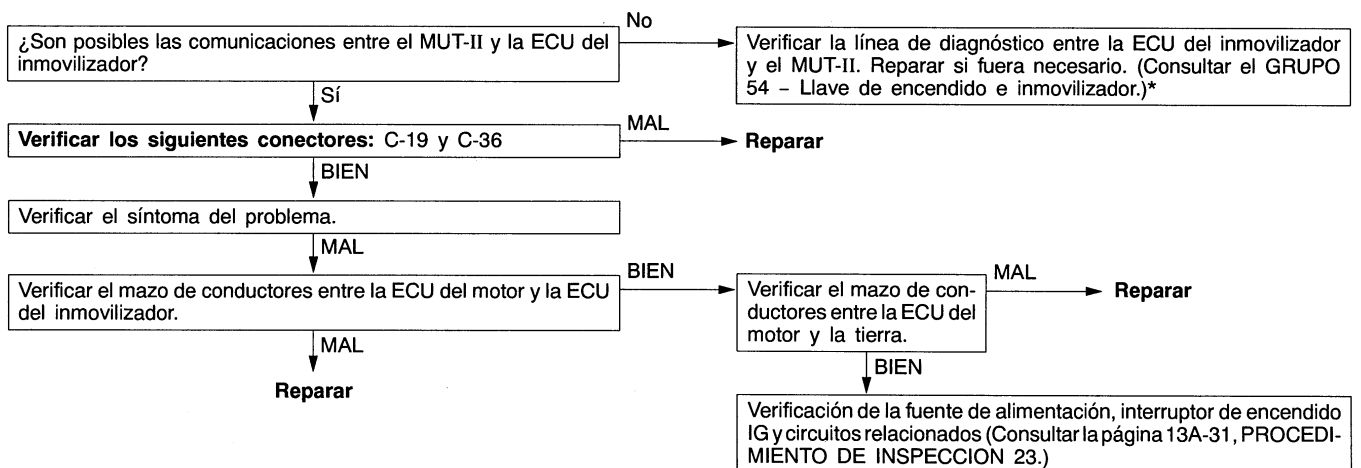 ¿Son posibles las comunicaciones entre el MUT-II y la ECU del
inmovilizador?
No
Verificar la línea de diagnóstico entre la ECU del inmovilizador
y el MUT-II. Reparar si fuera necesario. (Consultar el GRUPO
54 – Llave de encendido e inmovilizador.)*
Sí
Verificar los siguientes conectores: C-19 y C-36
MAL
Reparar
BIEN
Verificar el síntoma del problema.
MAL
Verificar el mazo de conductores entre la ECU del motor y la ECU
del inmovilizador.
BIEN
Verificar el mazo de con-
ductores entre la ECU del
motor y la tierra.
MAL
Reparar
MAL
Reparar
BIEN
Verificación de la fuente de alimentación, interruptor de encendido
IG y circuitos relacionados (Consultar la página 13A-31, PROCEDI-
MIENTO DE INSPECCION 23.)